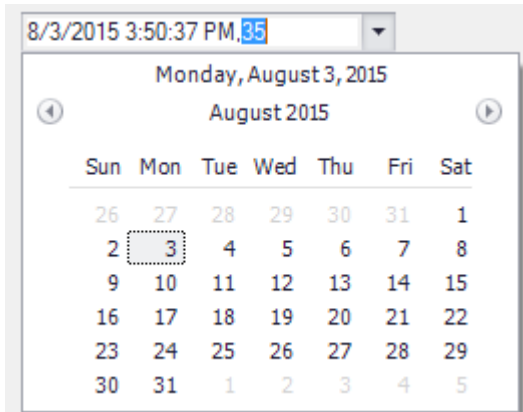 8/3/2015 3:50:37 PM,35
Monday, August 3, 2015
August 2015
Sun Mon Tue Wed Thu Fri Sat
26 27 28 29 30 31 1
2 3 4 5 6 7 8
9 10 11 12 13 14 15
16 17 18 19 20 21 22
23 24 25 26 27 28 29
30 31 1 2 3 4 5